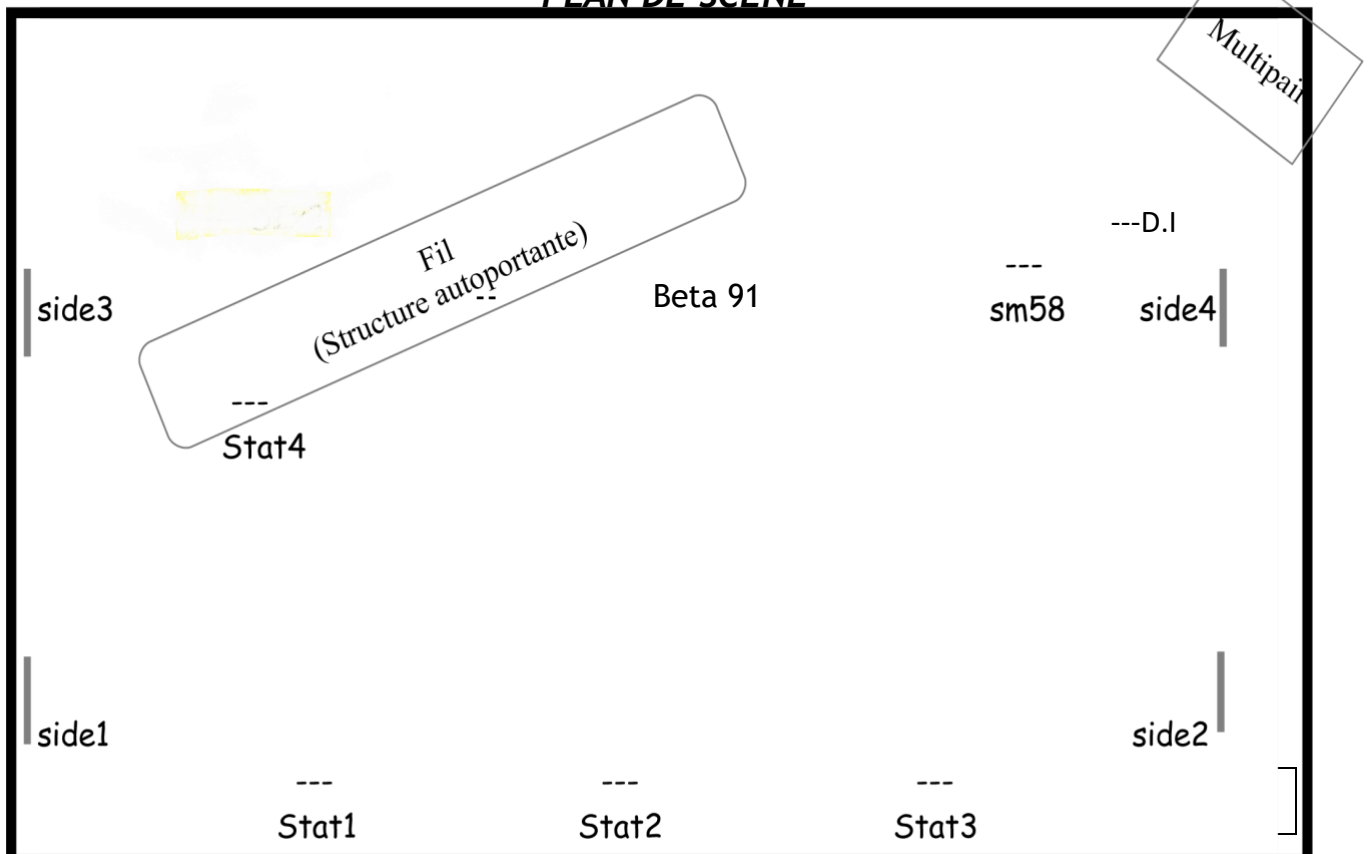 PLAN DE SCENE
Multipair
---D.I
Fil
(Structure autoportante)
---
--
Beta 91
sm58
side3
side4
---
Stat4
side1
side2
---
---
---
Stat1
Stat2
Stat3